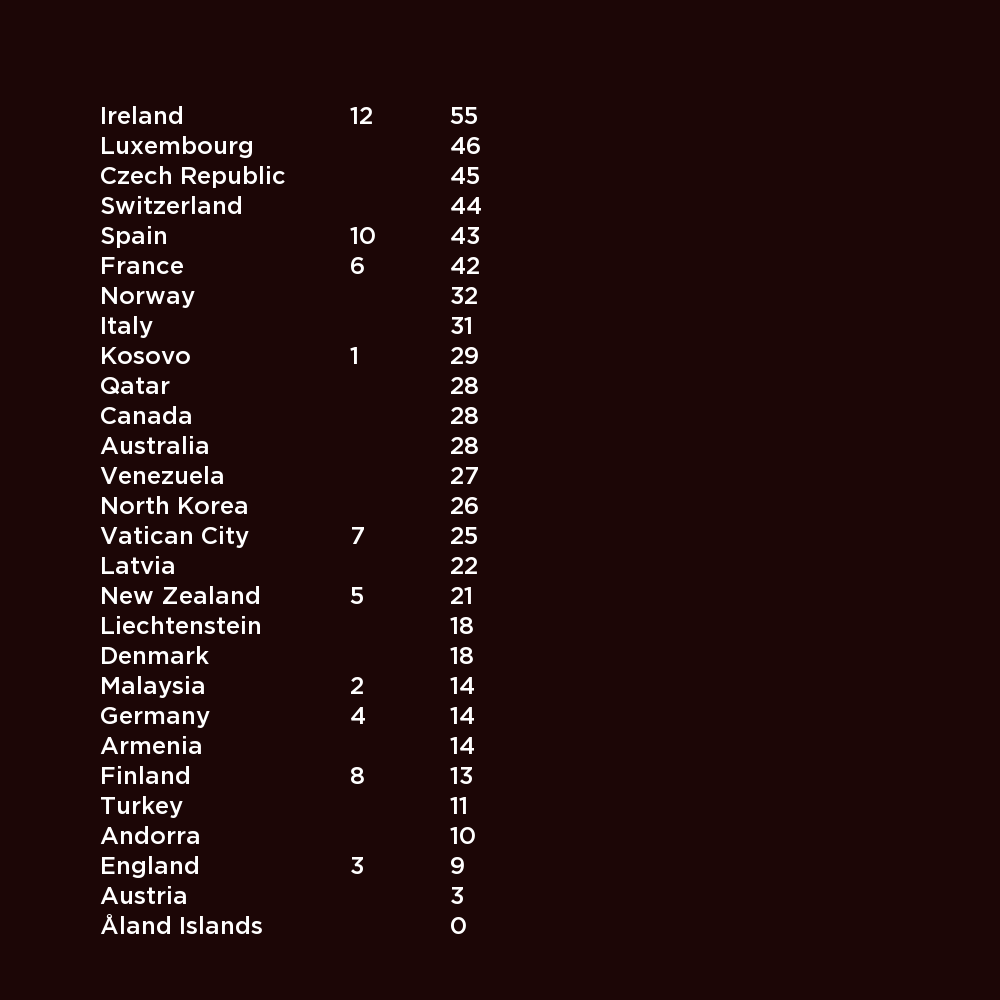 Ireland 12 55
Luxembourg 46
Czech Republic 45
Switzerland 44
Spain 10 43
France 6 42
Norway 32
Italy 31
Kosovo 1 29
Qatar 28
Canada 28
Australia 28
Venezuela 27
North Korea 26
Vatican City 7 25
Latvia 22
New Zealand 5 21
Liechtenstein 18
Denmark 18
Malaysia 2 14
Germany 4 14
Armenia 14
Finland 8 13
Turkey 11
Andorra 10
England 3 9
Austria 3
Åland Islands 0